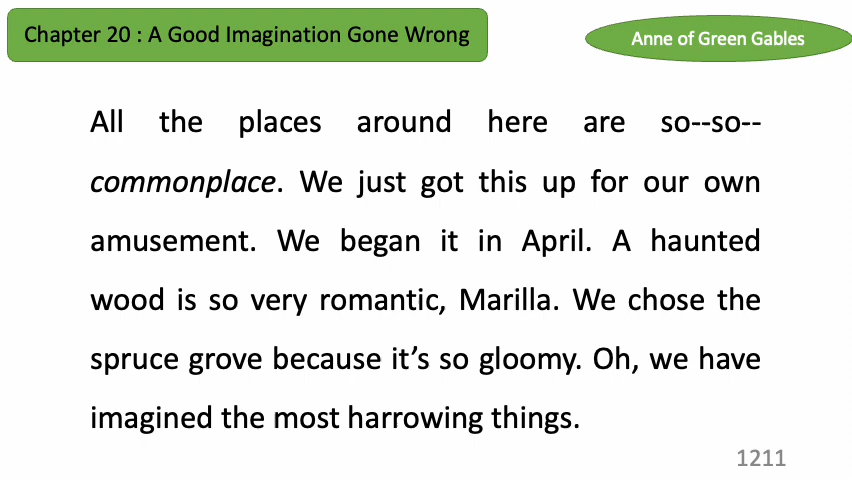 Chapter 20 : A Good Imagination Gone Wrong
Anne of Green Gables
All the places around here are so--so--
commonplace. We just got this up for our own
amusement. We began it in April. A haunted
wood is so very romantic, Marilla. We chose the
spruce grove because it’s so gloomy. Oh, we have
imagined the most harrowing things.
1211